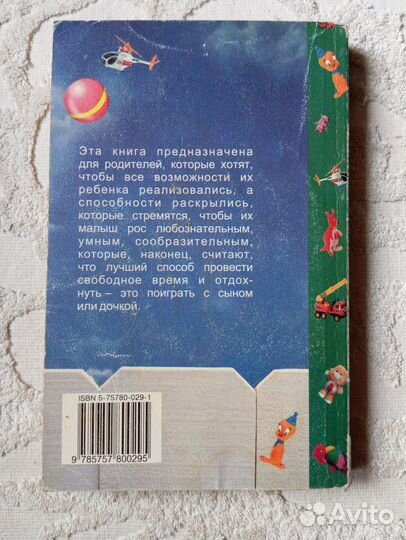 Эта книга предназначена
для родителей, которые хотят,
чтобы все возможности их
ребенка реализовались, а
способности раскрылись,
которые стремятся, чтобы их
малыш рос любознательным,
умным, сообразительным,
которые, наконец, считают,
что лучший способ провести
свободное время и отдох-
нуть – это поиграть с сыном
или дочкой.
ISBN 5-75780-029-1
9 785757 800295
Avito